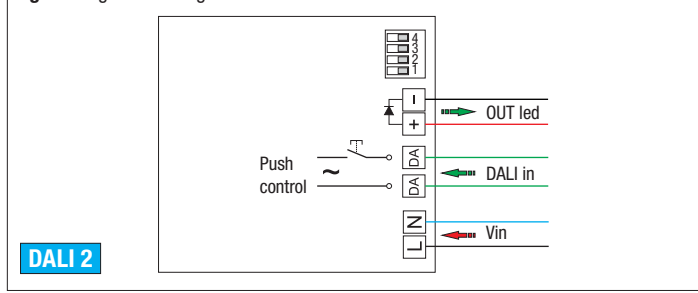 4
3
2
1
−
+
OUT led
Push
control
~
DA
DA
DALI in
N
L
Vin
DALI 2